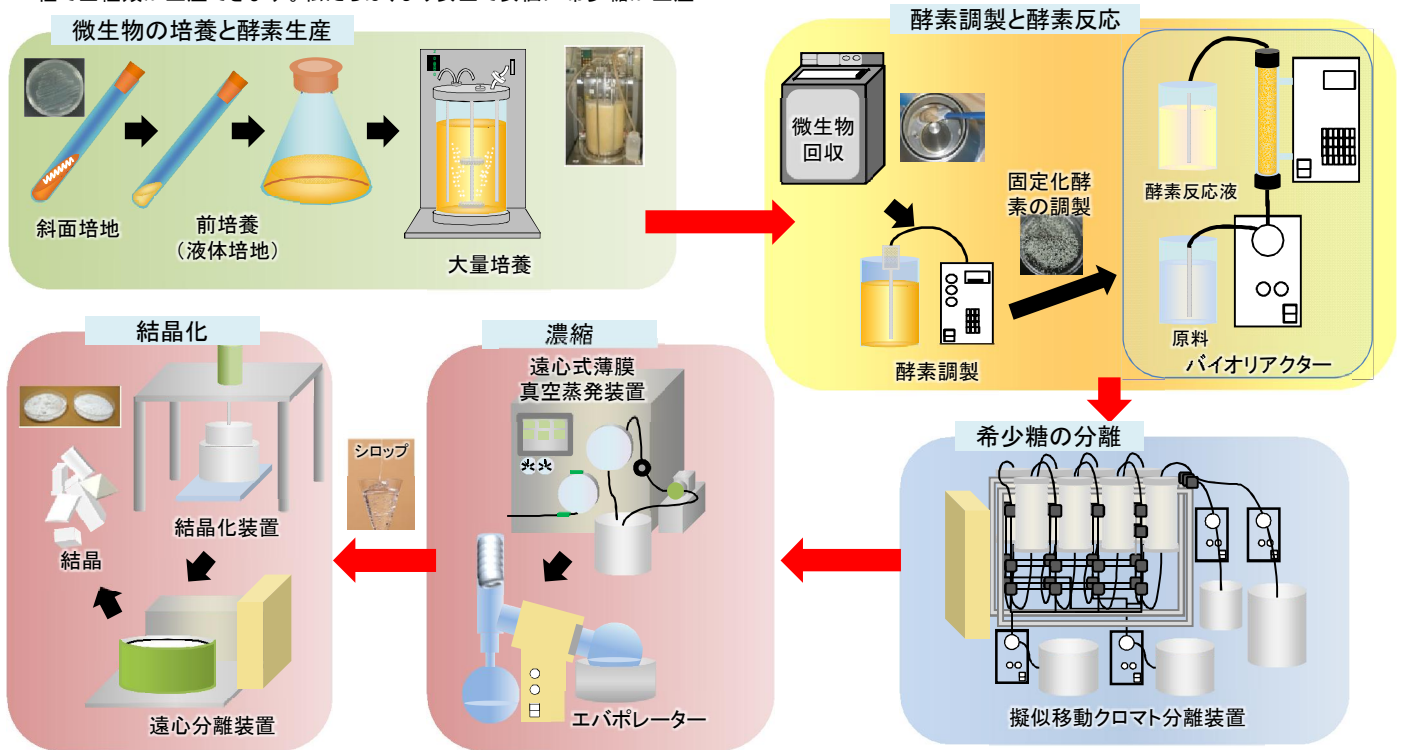 微生物の培養と酵素生産
斜面培地
前培養
(液体培地)
大量培養
酵素調製と酵素反応
微生物
回収
酵素調製
固定化酵
素の調製
酵素反応液
原料
バイオリアクター
希少糖の分離
擬似移動クロマト分離装置
濃縮
遠心式薄膜
真空蒸発装置
エバポレーター
シロップ
結晶化
結晶化装置
結晶
遠心分離装置